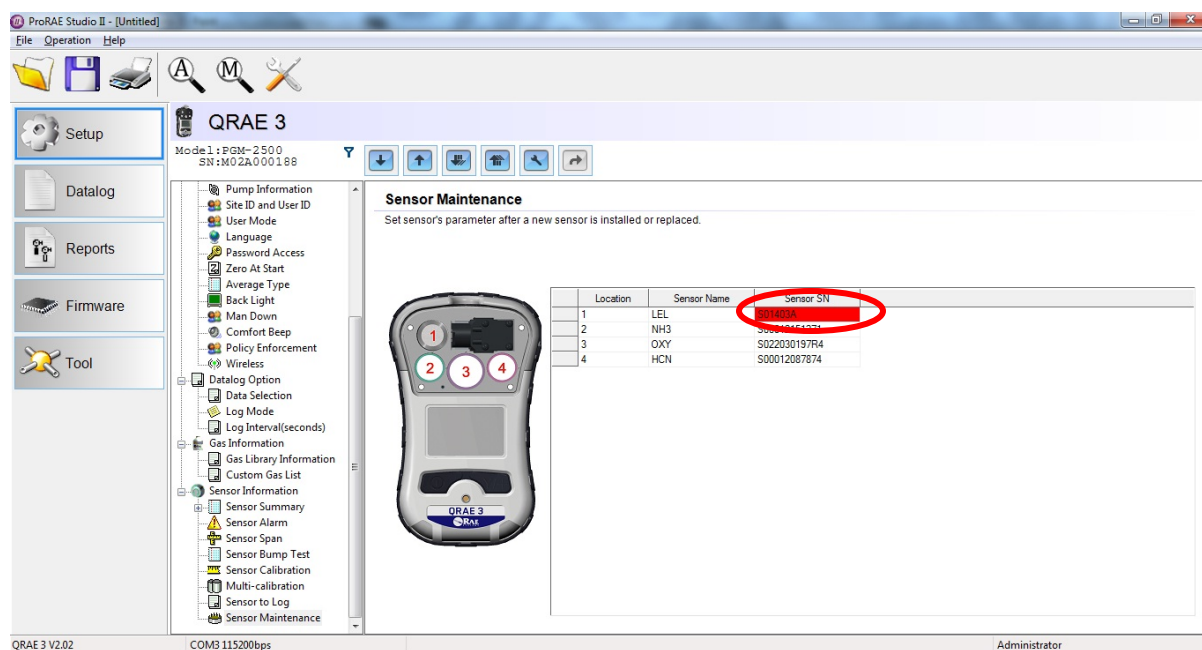 ProRAE Studio II - [Untitled]
File Operation Help
A M
Setup
Datalog
Reports
Firmware
Tool
QRAE 3
Model:PGM-2500
SN:M02A000188
Pump Information
Site ID and User ID
User Mode
Language
Password Access
Zero At Start
Average Type
Back Light
Man Down
Comfort Beep
Policy Enforcement
Wireless
Datalog Option
Data Selection
Log Mode
Log Interval(seconds)
Gas Information
Gas Library Information
Custom Gas List
Sensor Information
Sensor Summary
Sensor Alarm
Sensor Span
Sensor Bump Test
Sensor Calibration
Multi-calibration
Sensor to Log
Sensor Maintenance
Sensor Maintenance
Set sensor's parameter after a new sensor is installed or replaced.
1
2 3 4
QRAE 3
RAE
Location Sensor Name Sensor SN
1 LEL S01403A
2 NH3
3 OXY S022030197R4
4 HCN S00012087874
QRAE 3 V2.02 COM3 115200bps Administrator